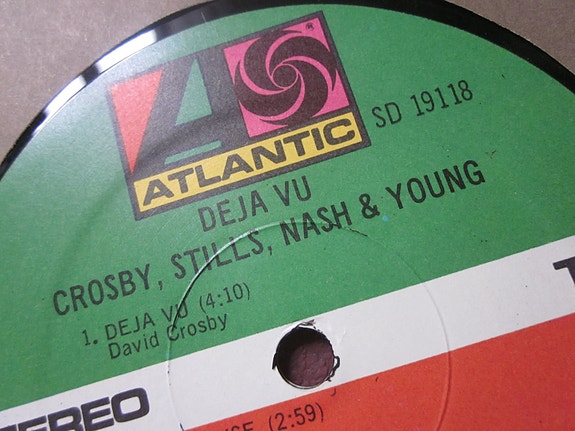 ATLANTIC
®
SD 19118
DEJA VU
CROSBY, STILLS, NASH & YOUNG
1. DEJA VU (4:10)
David Crosby
(2:59)